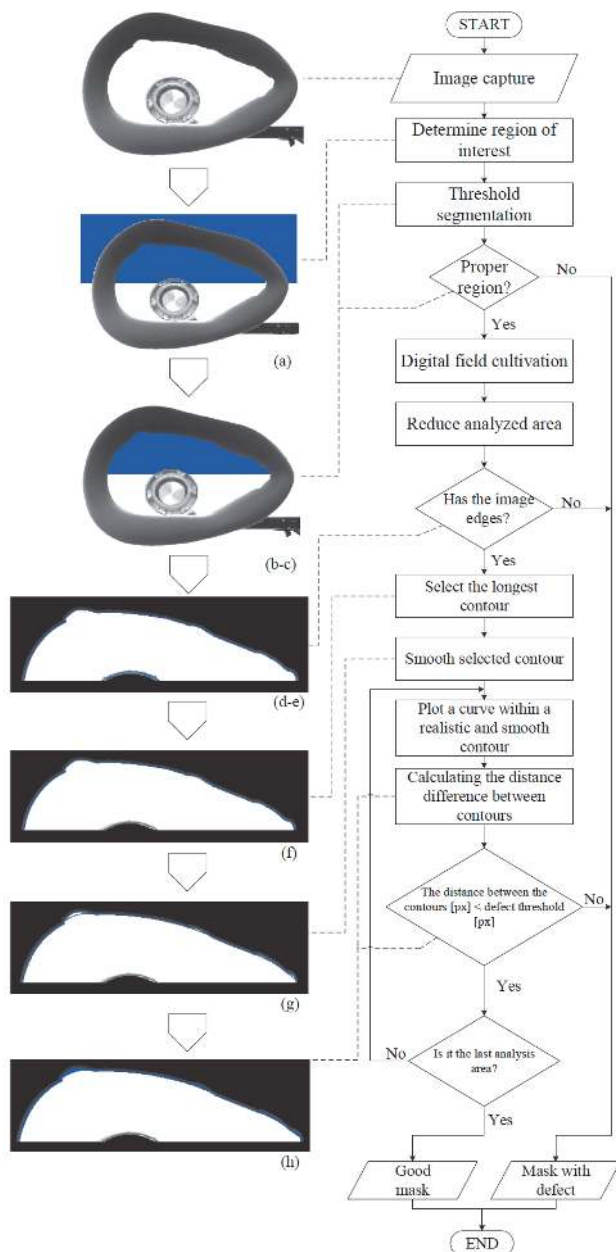 START
Image capture
Determine region of
interest
Threshold
segmentation
Proper
region?
No
Yes
(a)
Digital field cultivation
Reduce analyzed area
Has the image
edges?
No
(b-c)
Yes
Select the longest
contour
Smooth selected contour
(d-e)
Plot a curve within a
realistic and smooth
contour
(f)
Calculating the distance
difference between
contours
The distance between the
contours [px] < defect threshold
[px]
No
(g)
Yes
Is it the last analysis
area?
No
Yes
(h)
Good
mask
Mask with
defect
END